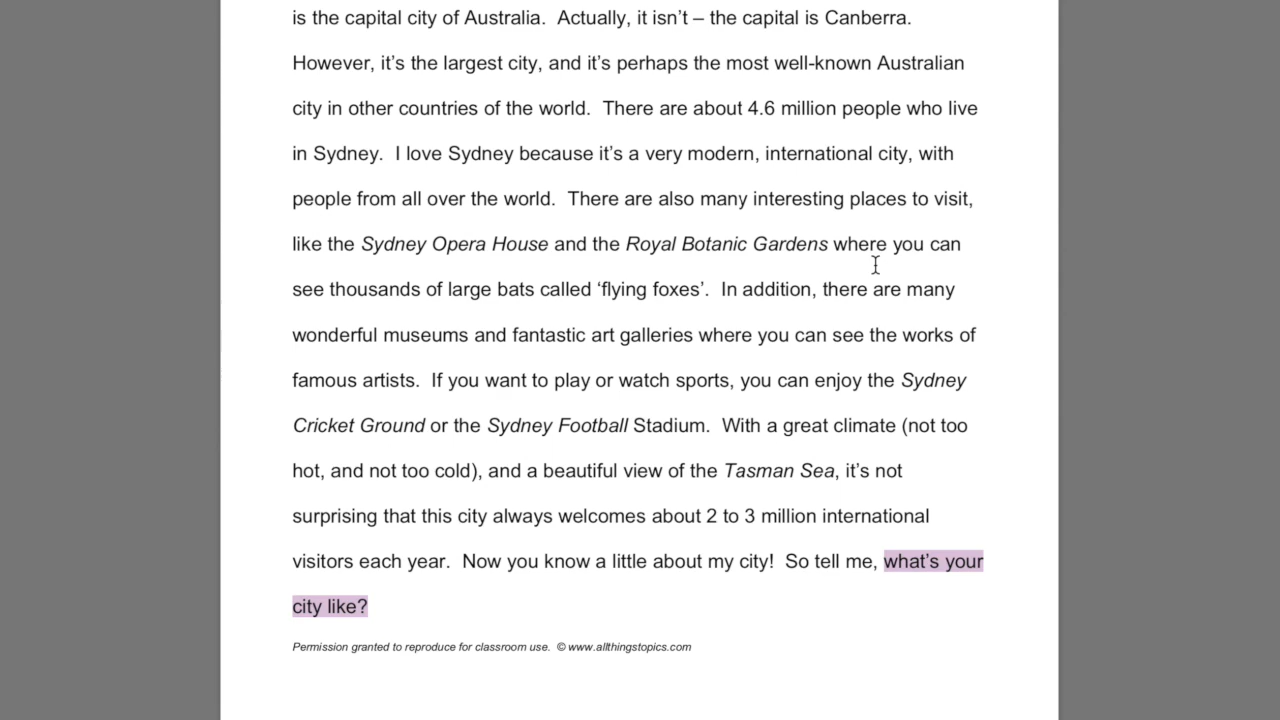 is the capital city of Australia.  Actually, it isn’t – the capital is Canberra.
However, it’s the largest city, and it’s perhaps the most well-known Australian
city in other countries of the world.  There are about 4.6 million people who live
in Sydney.  I love Sydney because it’s a very modern, international city, with
people from all over the world.  There are also many interesting places to visit,
like the Sydney Opera House and the Royal Botanic Gardens where you can
see thousands of large bats called ‘flying foxes’.  In addition, there are many
wonderful museums and fantastic art galleries where you can see the works of
famous artists.  If you want to play or watch sports, you can enjoy the Sydney
Cricket Ground or the Sydney Football Stadium.  With a great climate (not too
hot, and not too cold), and a beautiful view of the Tasman Sea, it’s not
surprising that this city always welcomes about 2 to 3 million international
visitors each year.  Now you know a little about my city!  So tell me, what’s your
city like?
Permission granted to reproduce for classroom use.  © www.allthingstopics.com